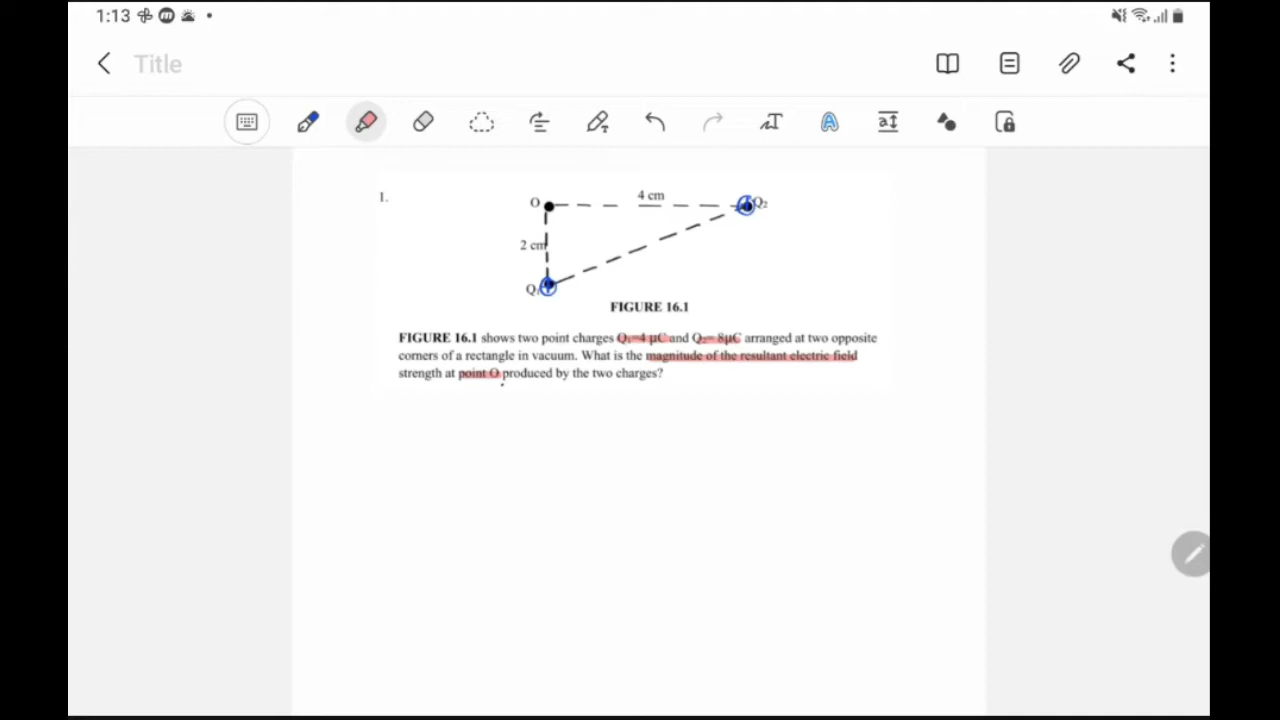 1:13
Title
1.
O
4 cm
Q₂
2 cm
Q₁
FIGURE 16.1
FIGURE 16.1 shows two point charges Q₁=4 μC and Q₂= 8μC arranged at two opposite
corners of a rectangle in vacuum. What is the magnitude of the resultant electric field
strength at point O produced by the two charges?